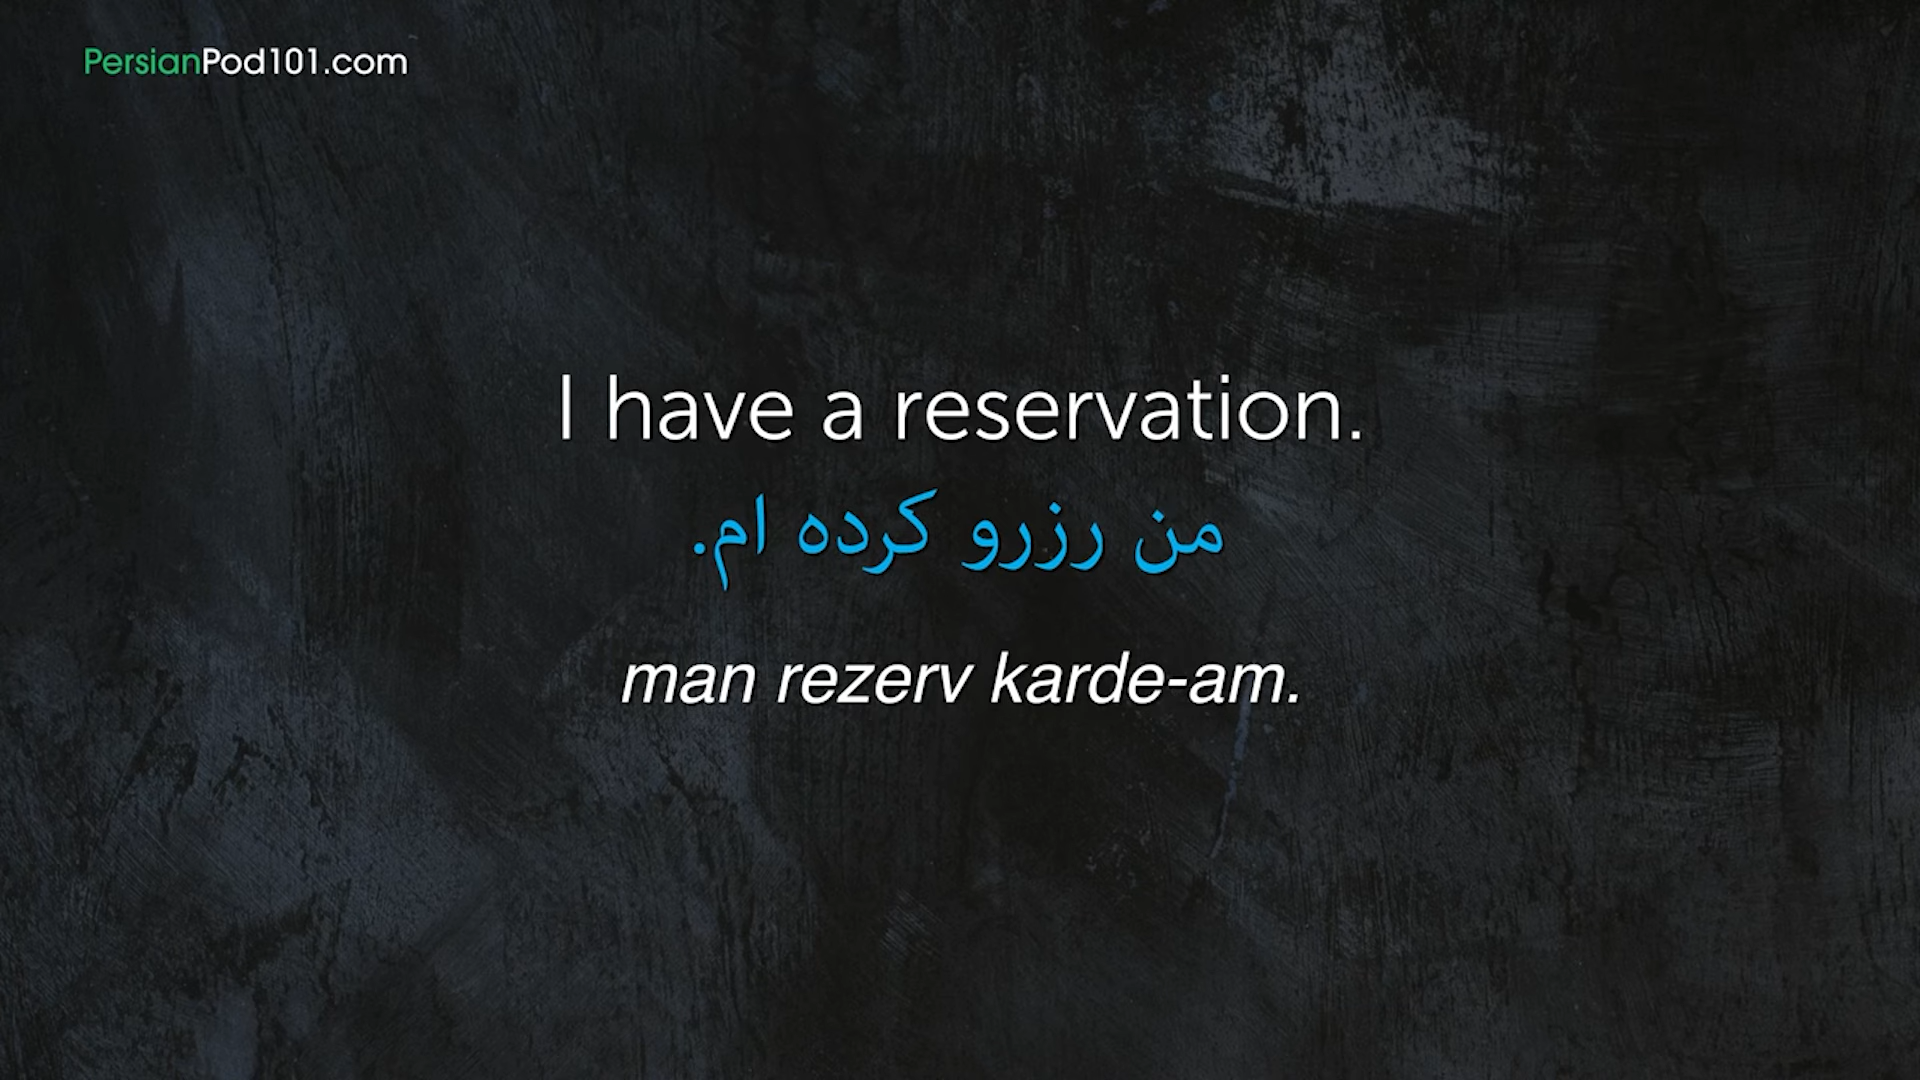 PersianPod101.com
I have a reservation.
من رزرو کرده ام.
man rezerv karde-am.